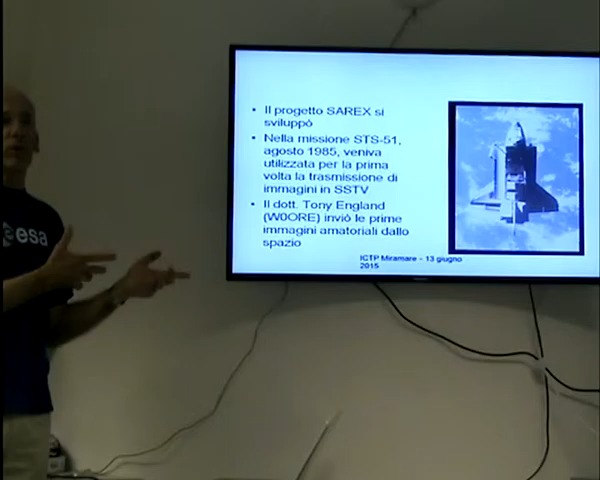 • Il progetto SAREX si
sviluppò
• Nella missione STS-51,
agosto 1985, veniva
utilizzata per la prima
volta la trasmissione di
immagini in SSTV
• Il dott. Tony England
(W0ORE) inviò le prime
immagini amatoriali dallo
spazio
ICTP Miramare – 13 giugno
2015
esa